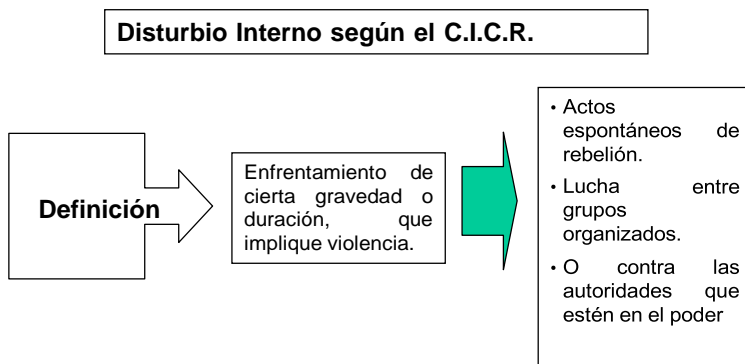 Disturbio Interno según el C.I.C.R.
Definición
Enfrentamiento de
cierta gravedad o
duración, que
implique violencia.
• Actos
espontáneos de
rebelión.
• Lucha entre
grupos
organizados.
• O contra las
autoridades que
estén en el poder